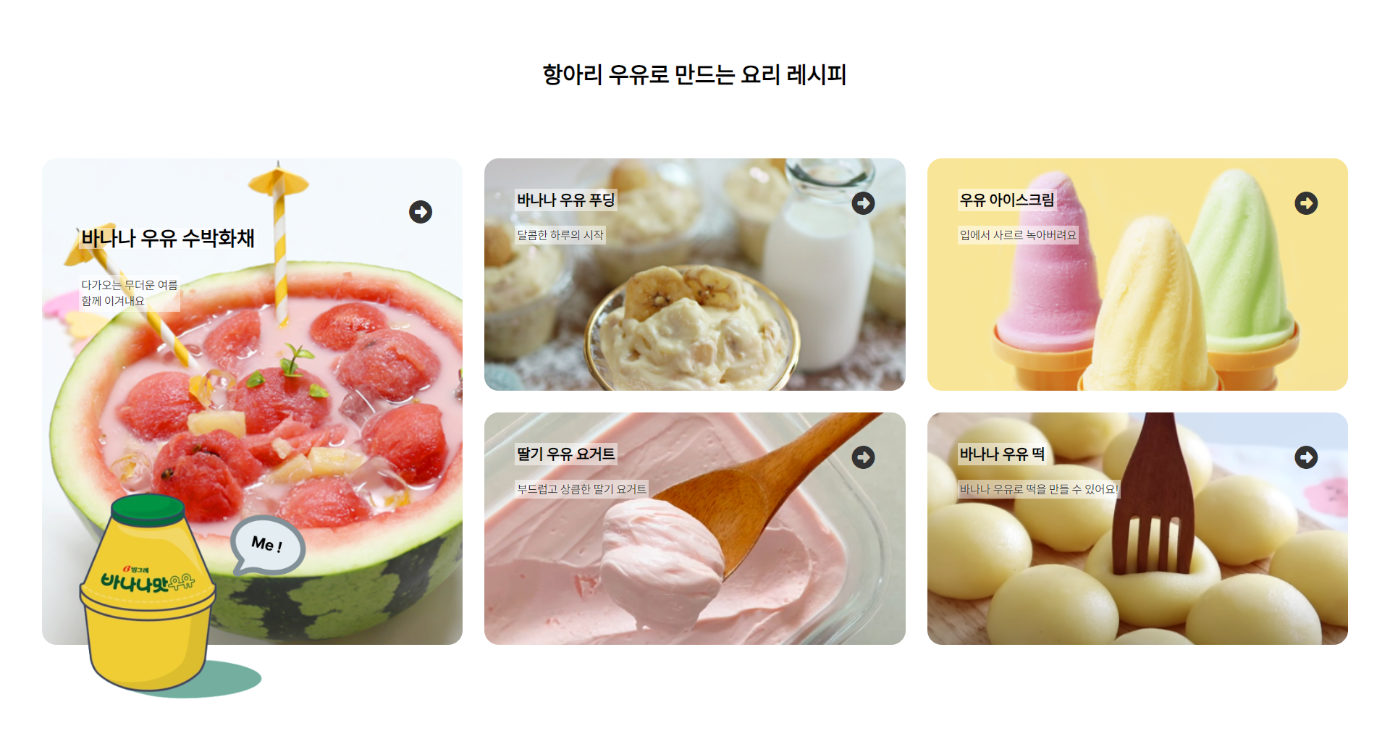 항아리 우유로 만드는 요리 레시피
바나나 우유 수박화채
다가오는 무더운 여름
함께 이겨내요
바나나 우유 푸딩
달콤한 하루의 시작
우유 아이스크림
입에서 사르르 녹아버려요
딸기 우유 요거트
부드럽고 상큼한 딸기 요거트
바나나 우유 떡
바나나 우유로 떡을 만들 수 있어요!
빙그레
바나나맛우유
Me !